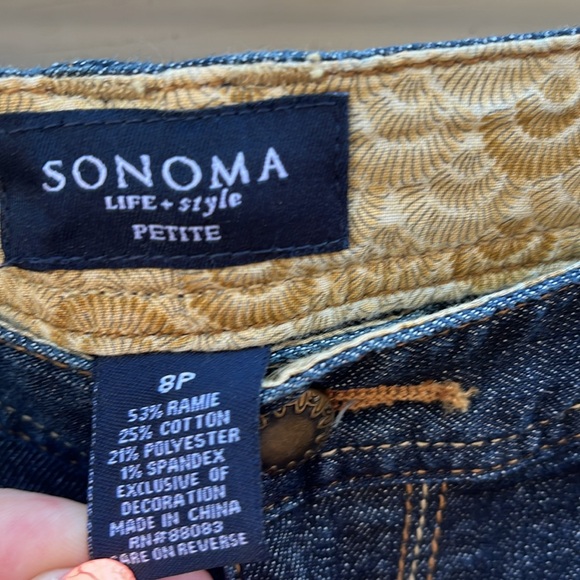 SONOMA
LIFE + style
PETITE
8P
53% RAMIE
25% COTTON
21% POLYESTER
1% SPANDEX
EXCLUSIVE OF
DECORATION
MADE IN CHINA
RN#88083
CARE ON REVERSE